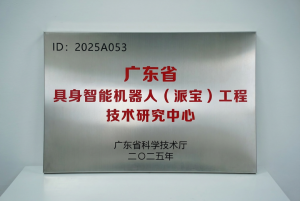 ID：2025A053
广东省
具身智能机器人（派宝）工程
技术研究中心
广东省科学技术厅
二〇二五年